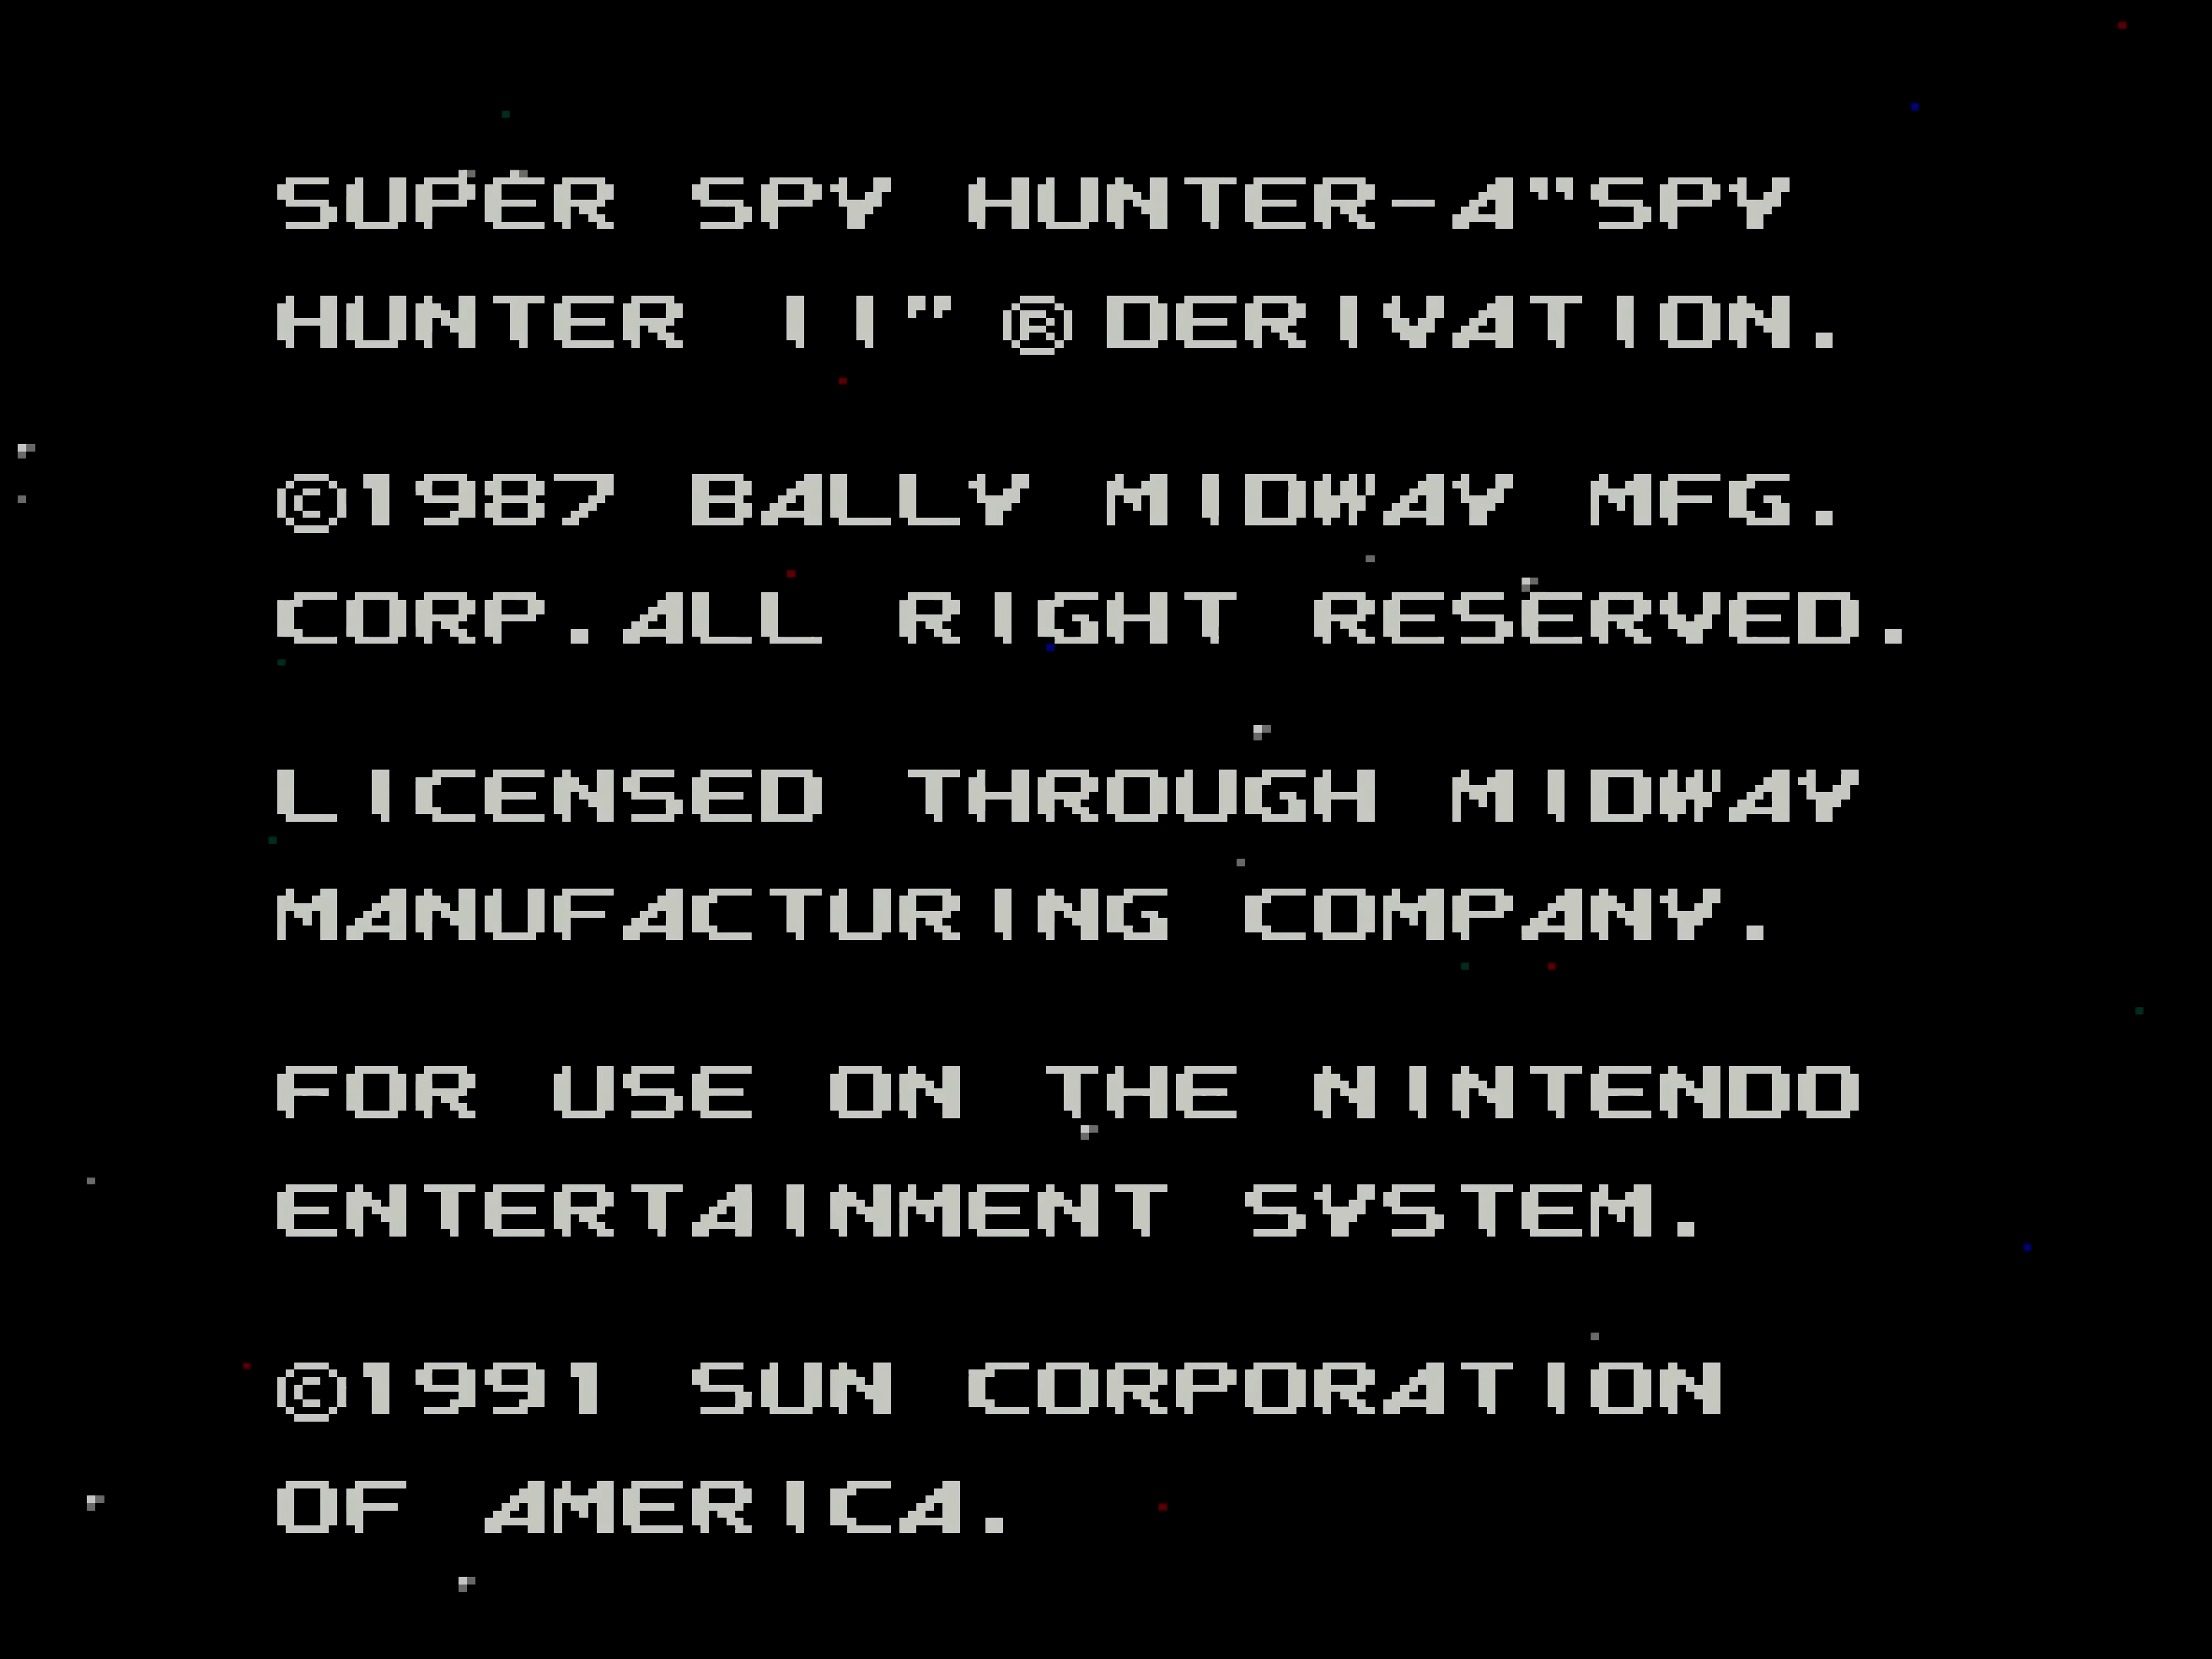 SUPER SPY HUNTER-A"SPY
HUNTER II" ®DERIVATION.
©1987 BALLY MIDWAY MFG.
CORP.ALL RIGHT RESERVED.
LICENSED THROUGH MIDWAY
MANUFACTURING COMPANY.
FOR USE ON THE NINTENDO
ENTERTAINMENT SYSTEM.
©1991 SUN CORPORATION
OF AMERICA.